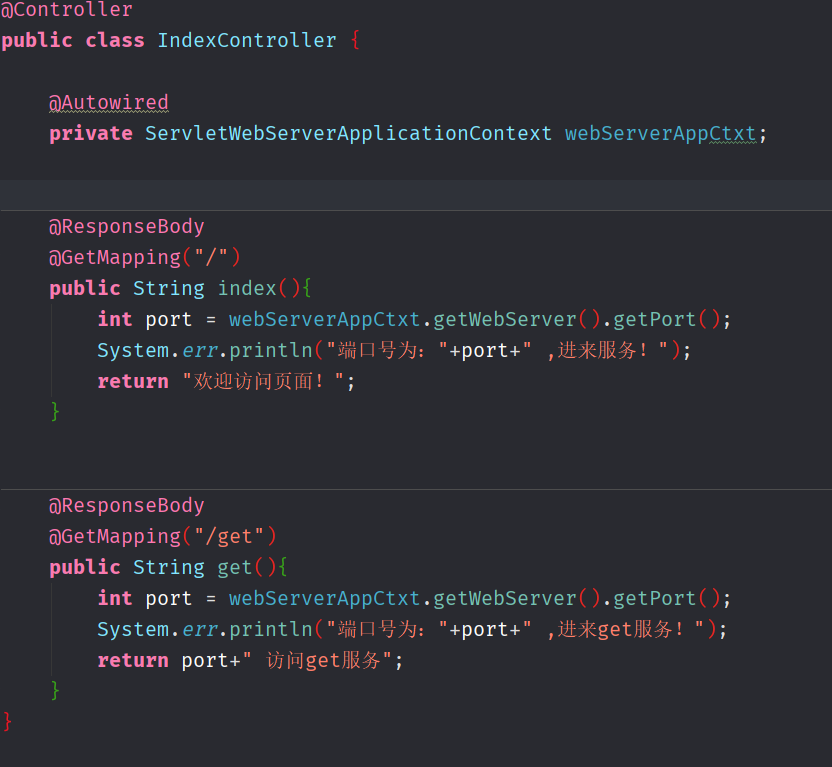 @Controller
public class IndexController {
@Autowired
private ServletWebServerApplicationContext webServerAppCtxt;
@ResponseBody
@GetMapping("/")
public String index(){
int port = webServerAppCtxt.getWebServer().getPort();
System.err.println("端口号为："+port+" ,进来服务！");
return "欢迎访问页面！";
}
@ResponseBody
@GetMapping("/get")
public String get(){
int port = webServerAppCtxt.getWebServer().getPort();
System.err.println("端口号为："+port+" ,进来get服务！");
return port+" 访问get服务";
}
}